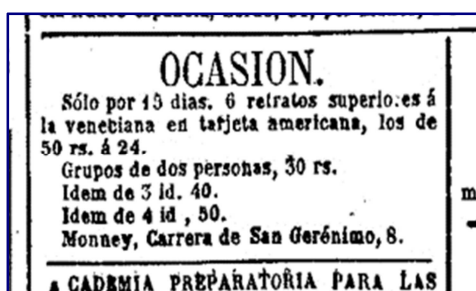 OCASION.
Sólo por 15 dias. 6 retratos superiores á
la venetiana en tarjeta americana, los de
50 rs. á 24.
Grupos de dos personas, 30 rs.
Idem de 3 id. 40.
Idem de 4 id, 50.
Monney, Carrera de San Gerónimo, 8.
ACADEMIA PREPARATORIA PARA LAS